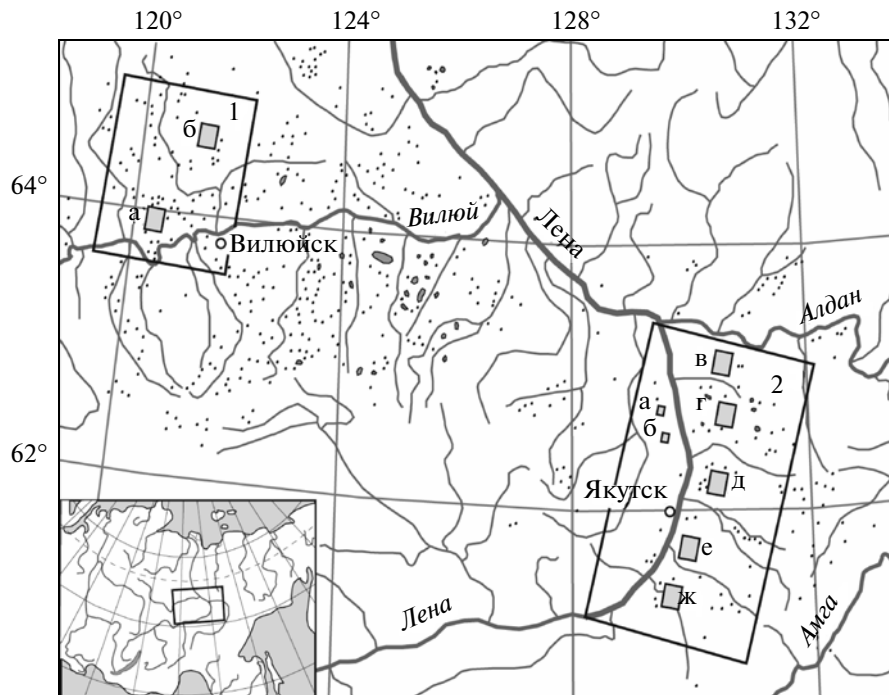 120° 124° 128° 132°
б 1
64°
а
Вилюй
Лена
Вилюйск
Алдан
в
2
а г
б
62°
Якутск д
е
ж
Лена
Амга